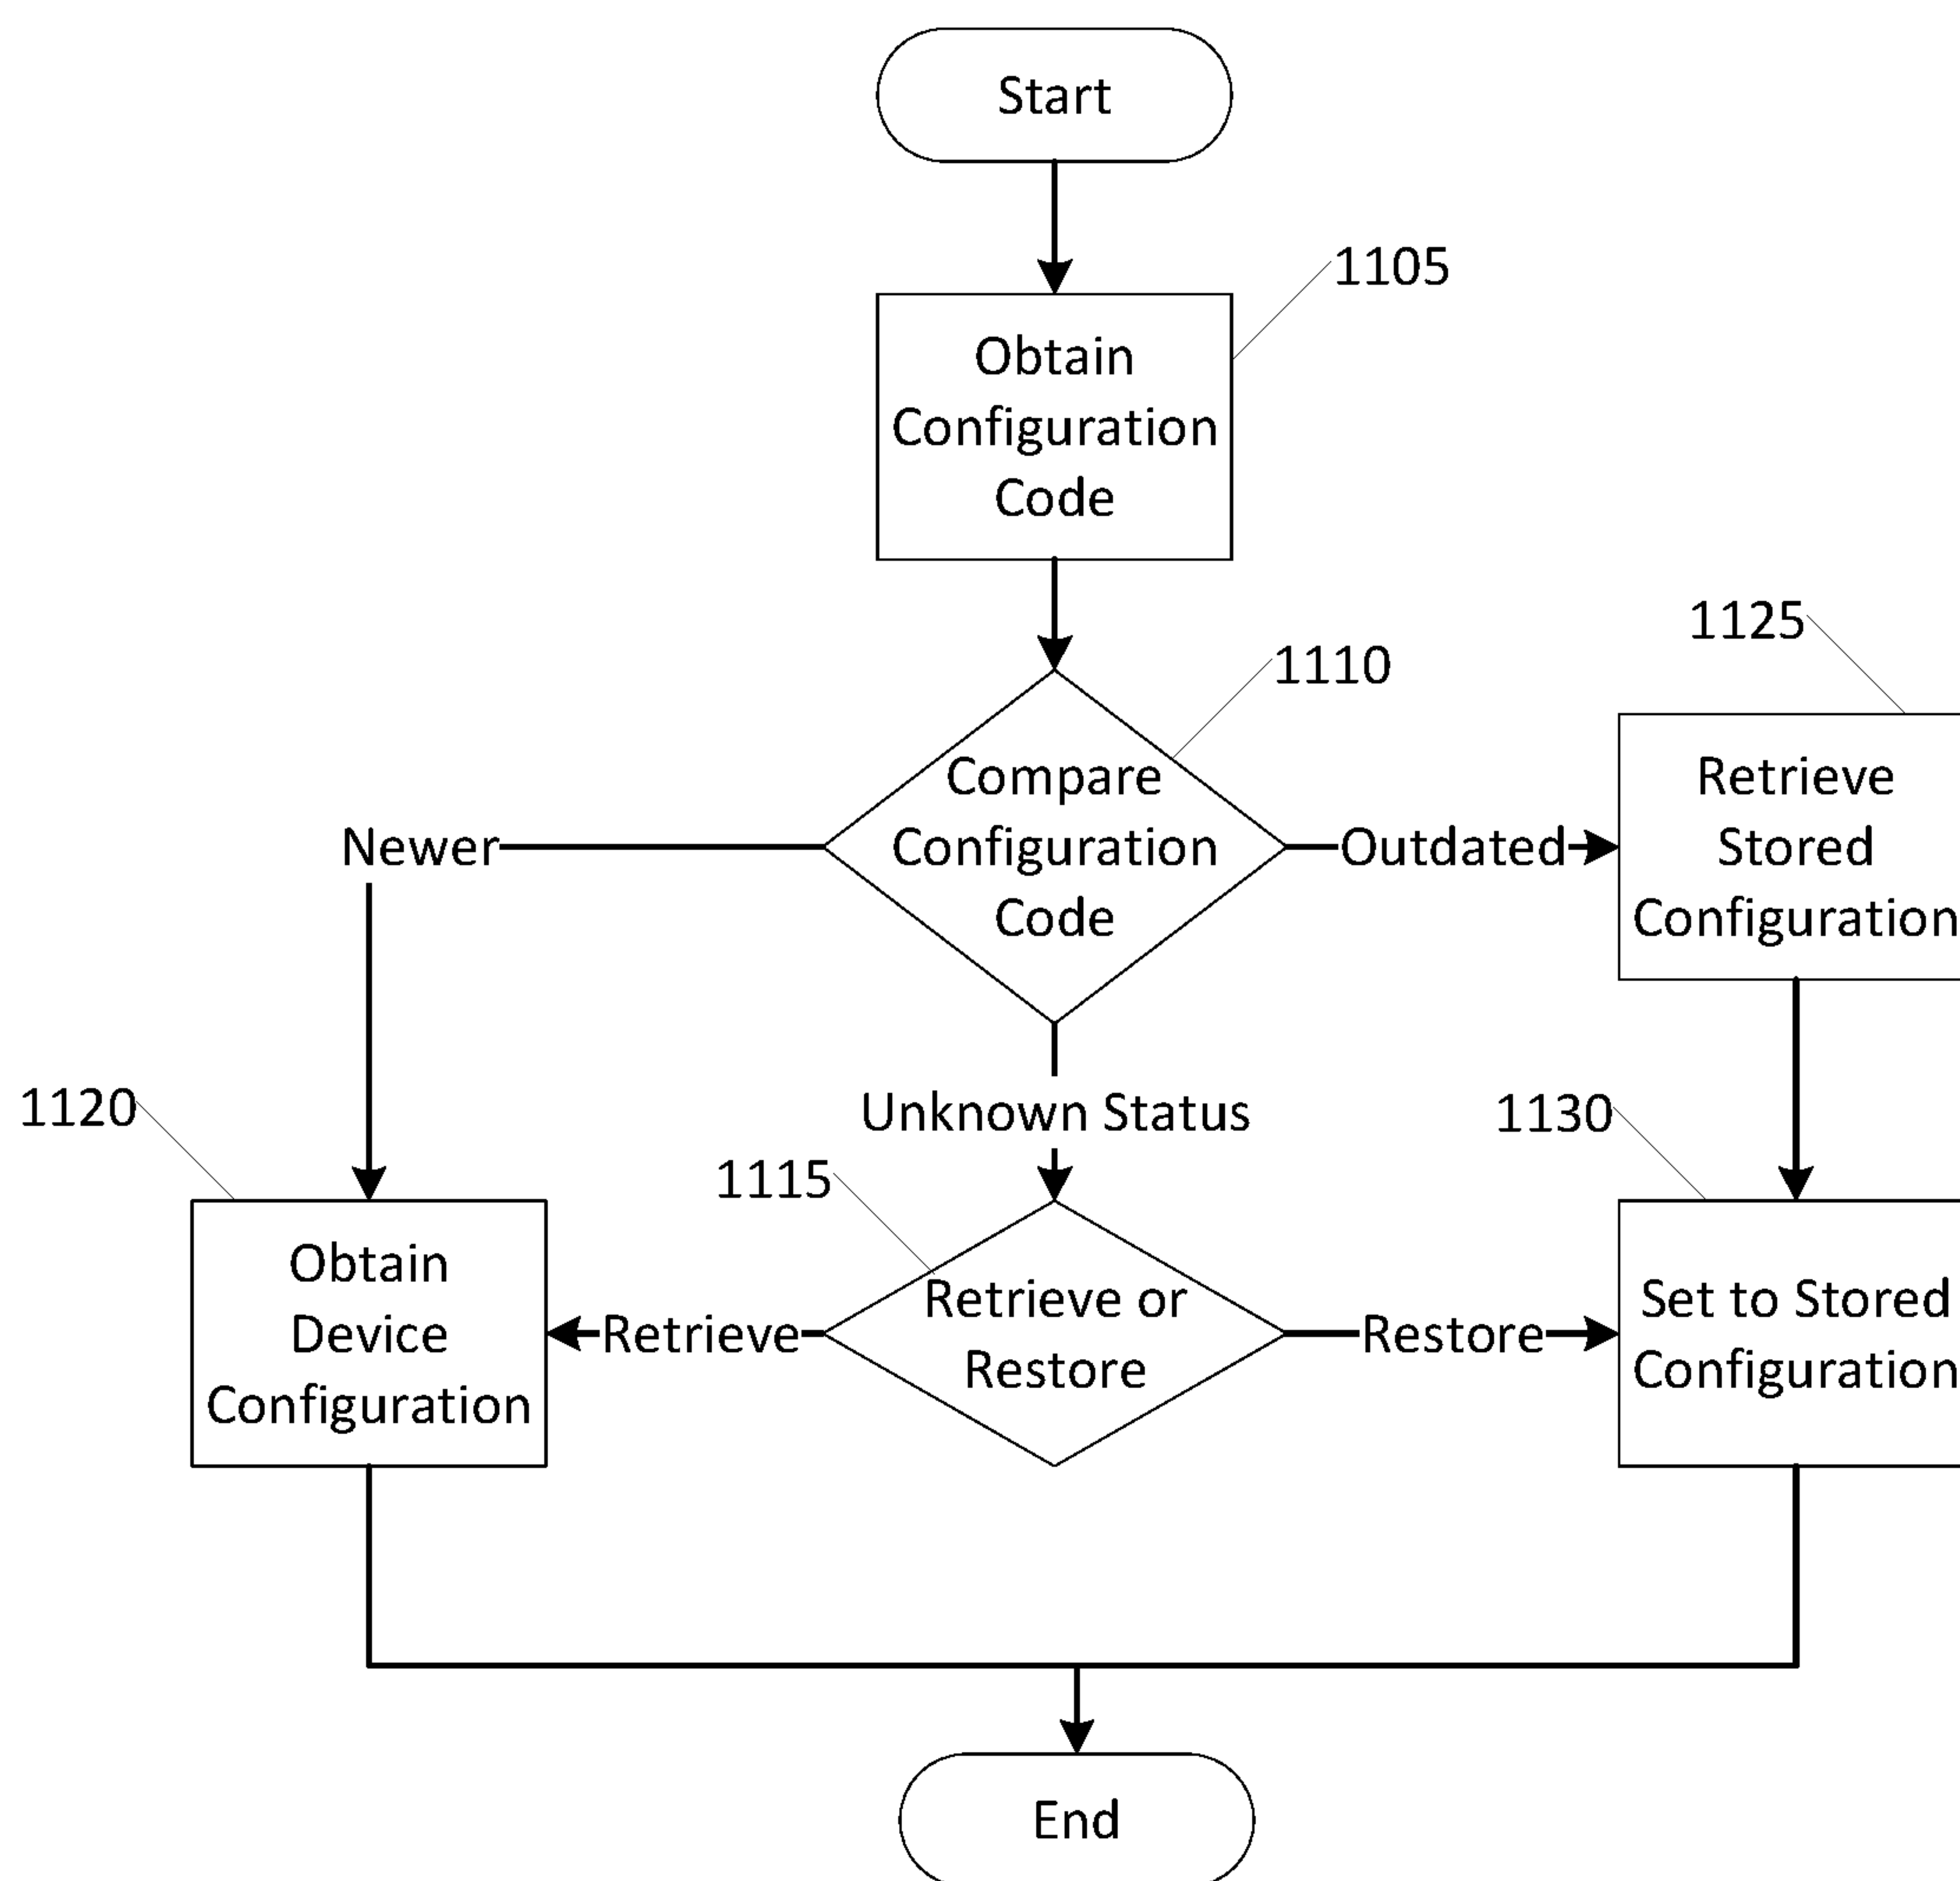 Start
1105
Obtain
Configuration
Code
1125
1110
Compare
Configuration
Code
Newer
Outdated
Retrieve
Stored
Configuration
Unknown Status
1120
1130
1115
Obtain
Device
Configuration
Retrieve
Retrieve or
Restore
Restore
Set to Stored
Configuration
End